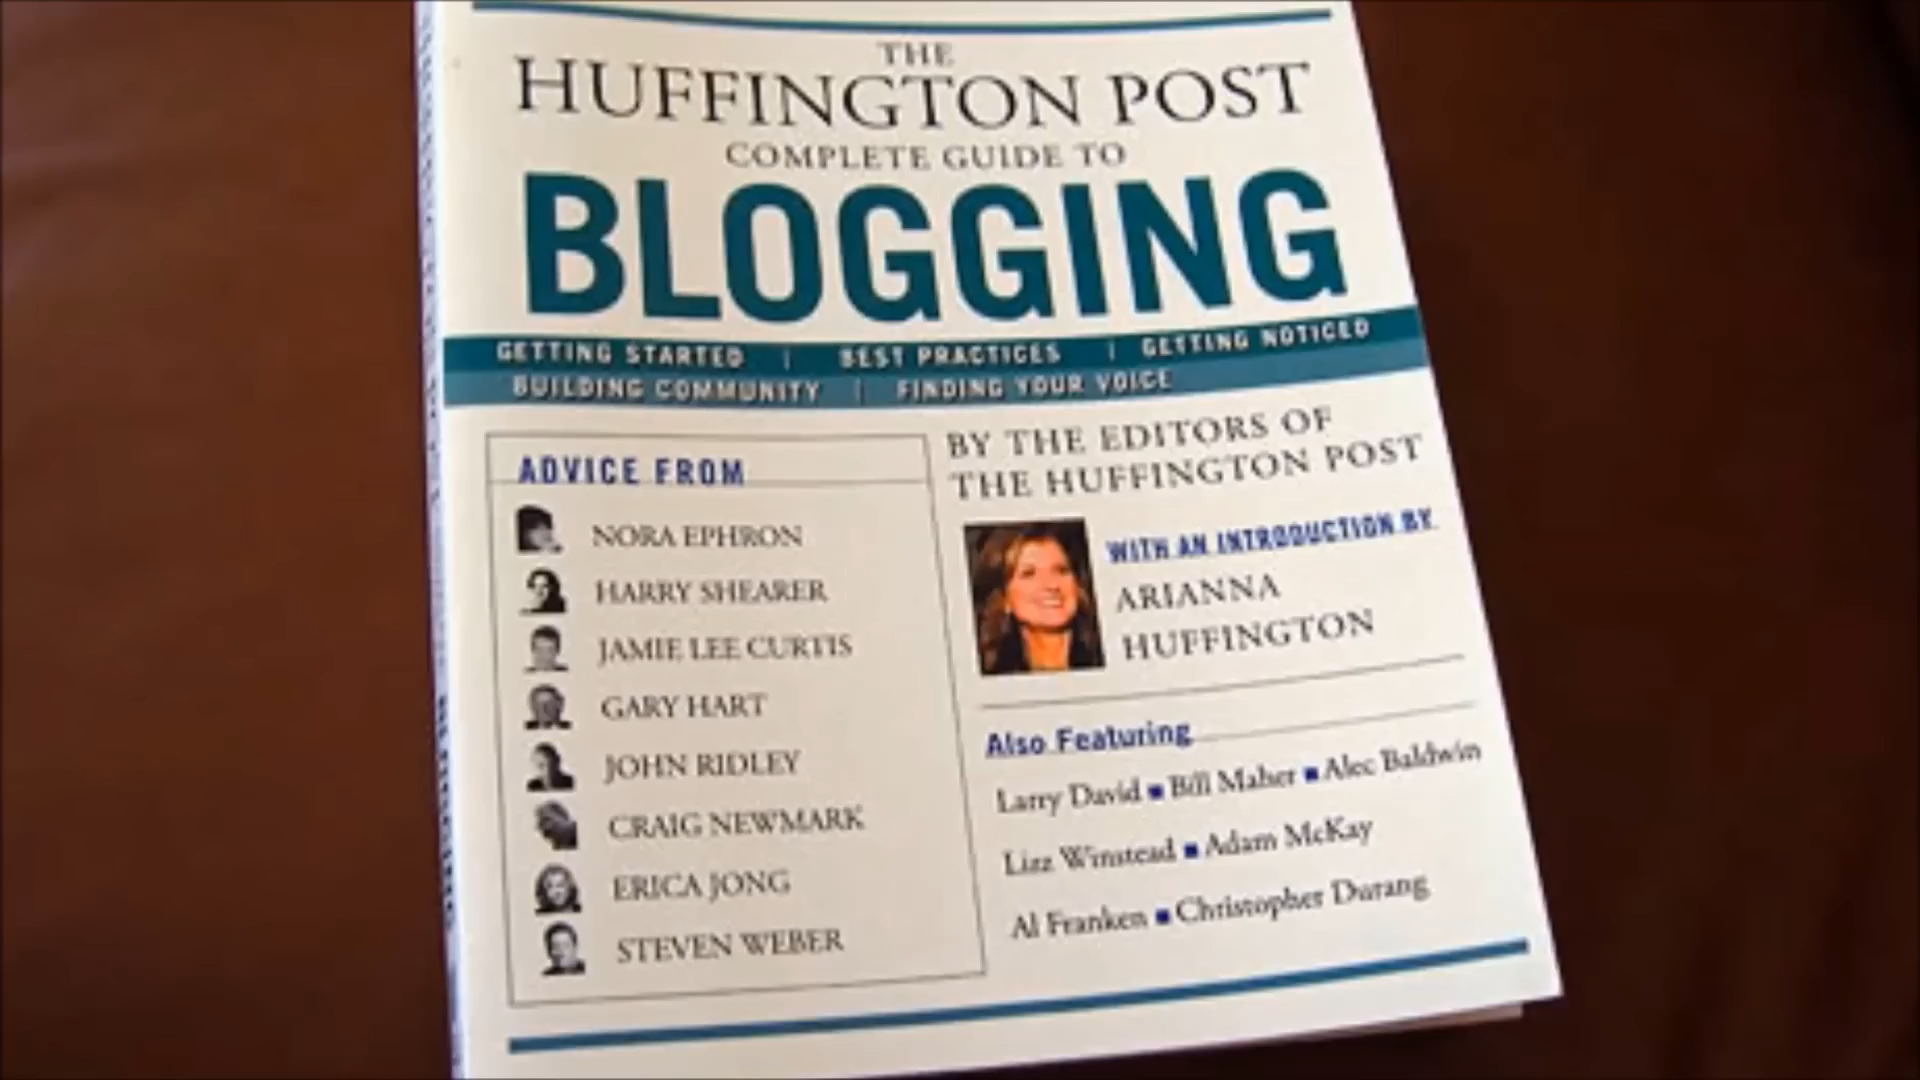 THE
HUFFINGTON POST
COMPLETE GUIDE TO
BLOGGING
GETTING STARTED | BEST PRACTICES | GETTING NOTICED
BUILDING COMMUNITY | FINDING YOUR VOICE
ADVICE FROM
NORA EPHRON
HARRY SHEARER
JAMIE LEE CURTIS
GARY HART
JOHN RIDLEY
CRAIG NEWMARK
ERICA JONG
STEVEN WEBER
BY THE EDITORS OF
THE HUFFINGTON POST
WITH AN INTRODUCTION BY
ARIANNA
HUFFINGTON
Also Featuring
Larry David ■ Bill Maher ■ Alec Baldwin
Lizz Winstead ■ Adam McKay
Al Franken ■ Christopher Durang